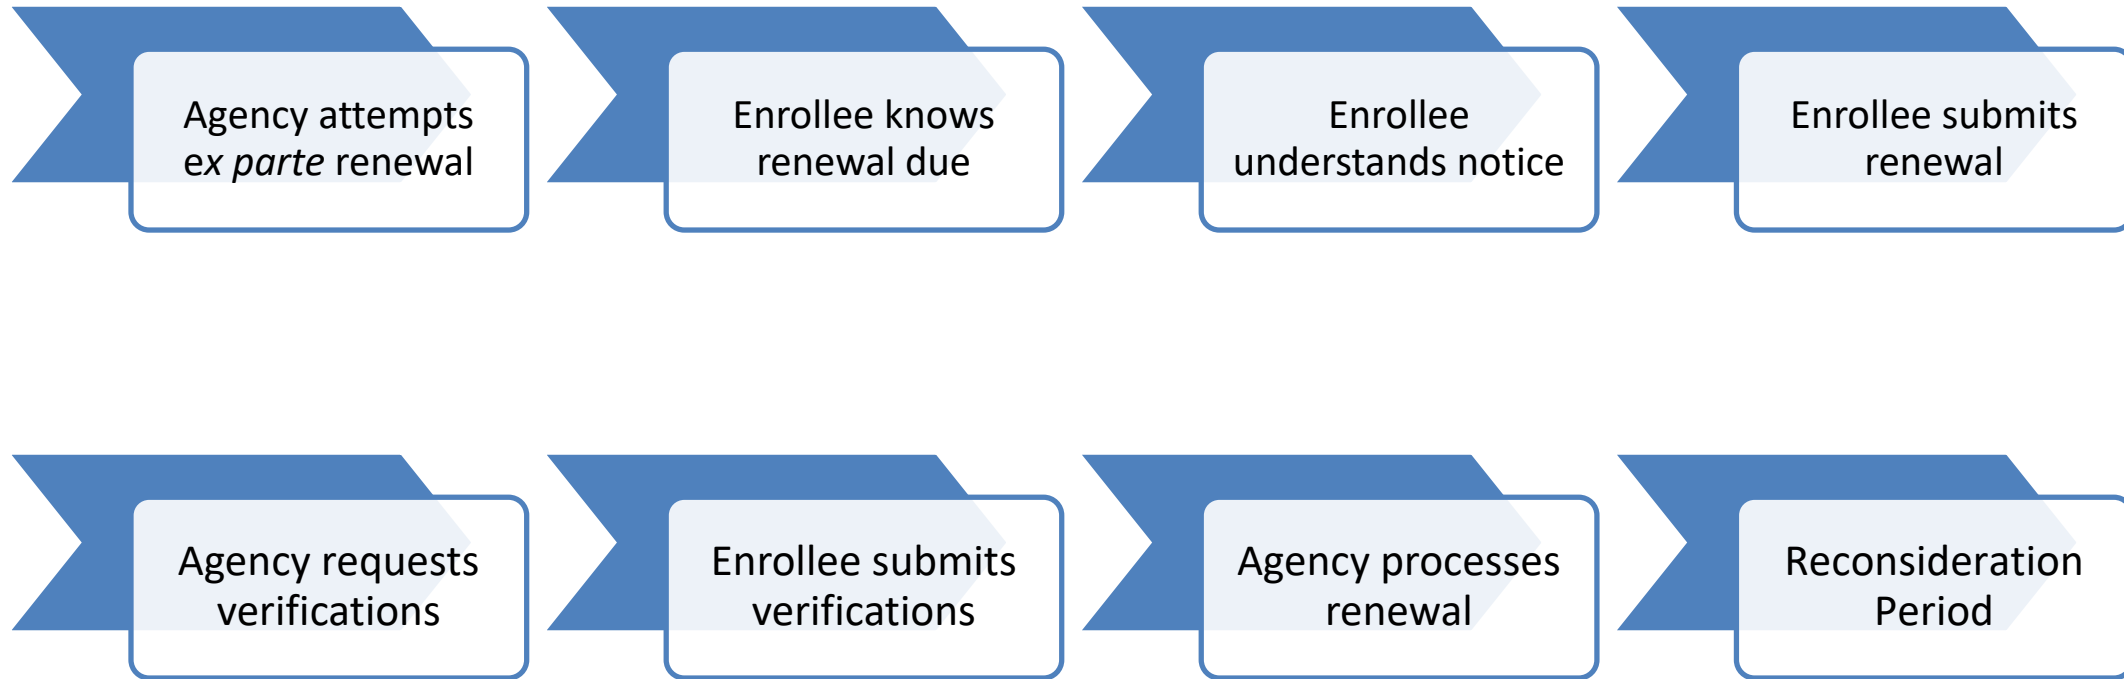 Agency attempts
ex parte renewal
Enrollee knows
renewal due
Enrollee
understands notice
Enrollee submits
renewal
Agency requests
verifications
Enrollee submits
verifications
Agency processes
renewal
Reconsideration
Period